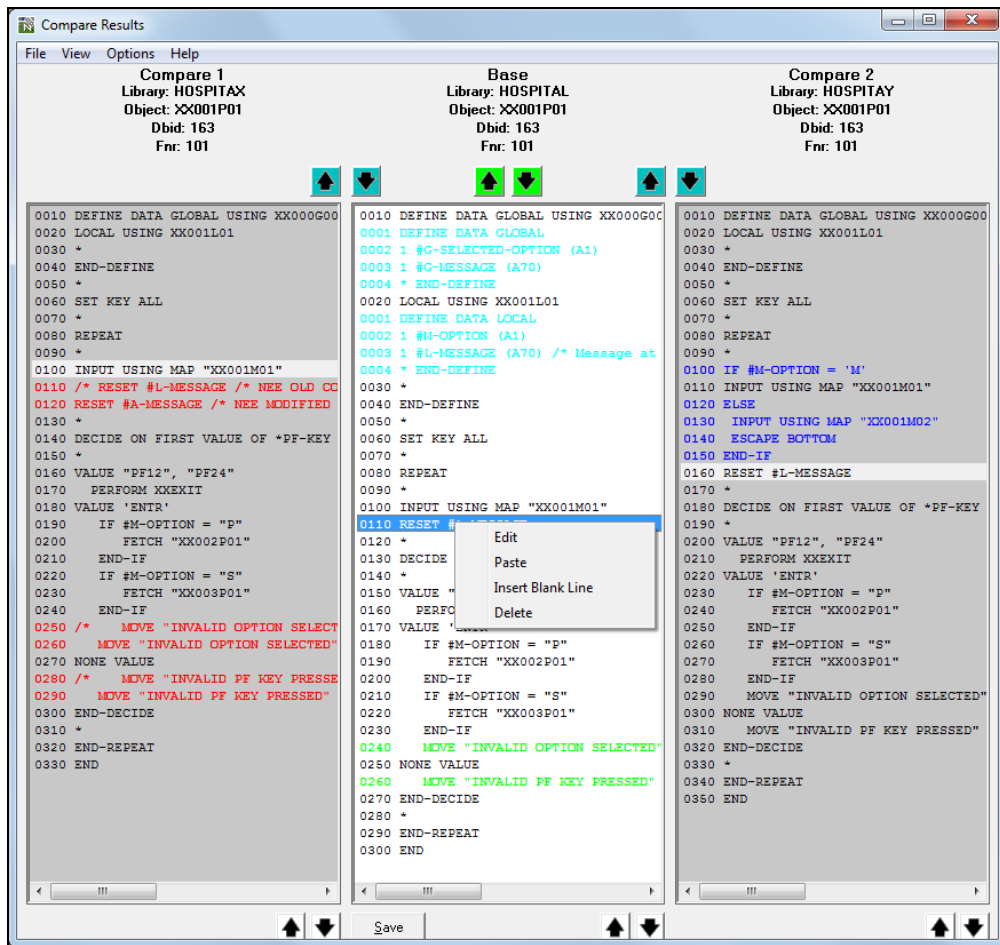 Compare Results
File View Options Help
Compare 1
Library: HOSPITAX
Object: XX001P01
Dbid: 163
Fnr: 101
Base
Library: HOSPITAL
Object: XX001P01
Dbid: 163
Fnr: 101
Compare 2
Library: HOSPITAY
Object: XX001P01
Dbid: 163
Fnr: 101
0010 DEFINE DATA GLOBAL USING XX000G00
0020 LOCAL USING XX001L01
0030 *
0040 END-DEFINE
0050 *
0060 SET KEY ALL
0070 *
0080 REPEAT
0090 *
0100 INPUT USING MAP "XX001M01"
0110 /* RESET #L-MESSAGE /* NEE OLD CO
0120 RESET #A-MESSAGE /* NEE MODIFIED
0130 *
0140 DECIDE ON FIRST VALUE OF *PF-KEY
0150 *
0160 VALUE "PF12", "PF24"
0170 PERFORM XXEXIT
0180 VALUE 'ENTR'
0190 IF #M-OPTION = "P"
0200 FETCH "XX002P01"
0210 END-IF
0220 IF #M-OPTION = "S"
0230 FETCH "XX003P01"
0240 END-IF
0250 /* MOVE "INVALID OPTION SELECT
0260 MOVE "INVALID OPTION SELECTED"
0270 NONE VALUE
0280 /* MOVE "INVALID PF KEY PRESSE
0290 MOVE "INVALID PF KEY PRESSED"
0300 END-DECIDE
0310 *
0320 END-REPEAT
0330 END
0010 DEFINE DATA GLOBAL USING XX000G00
0001 DEFINE DATA GLOBAL
0002 1 #G-SELECTED-OPTION (A1)
0003 1 #G-MESSAGE (A70)
0004 * END-DEFINE
0020 LOCAL USING XX001L01
0001 DEFINE DATA LOCAL
0002 1 #M-OPTION (A1)
0003 1 #L-MESSAGE (A70) /* Message at
0004 * END-DEFINE
0030 *
0040 END-DEFINE
0050 *
0060 SET KEY ALL
0070 *
0080 REPEAT
0090 *
0100 INPUT USING MAP "XX001M01"
0110 RESET
0120 *
0130 DECIDE
0140 *
0150 VALUE "
0160 PERFO
0170 VALUE
0180 IF #M-OPTION = "P"
0190 FETCH "XX002P01"
0200 END-IF
0210 IF #M-OPTION = "S"
0220 FETCH "XX003P01"
0230 END-IF
0240 MOVE "INVALID OPTION SELECTED"
0250 NONE VALUE
0260 MOVE "INVALID PF KEY PRESSED"
0270 END-DECIDE
0280 *
0290 END-REPEAT
0300 END
Edit
Paste
Insert Blank Line
Delete
0010 DEFINE DATA GLOBAL USING XX000G00
0020 LOCAL USING XX001L01
0030 *
0040 END-DEFINE
0050 *
0060 SET KEY ALL
0070 *
0080 REPEAT
0090 *
0100 IF #M-OPTION = 'M'
0110 INPUT USING MAP "XX001M01"
0120 ELSE
0130 INPUT USING MAP "XX001M02"
0140 ESCAPE BOTTOM
0150 END-IF
0160 RESET #L-MESSAGE
0170 *
0180 DECIDE ON FIRST VALUE OF *PF-KEY
0190 *
0200 VALUE "PF12", "PF24"
0210 PERFORM XXEXIT
0220 VALUE 'ENTR'
0230 IF #M-OPTION = "P"
0240 FETCH "XX002P01"
0250 END-IF
0260 IF #M-OPTION = "S"
0270 FETCH "XX003P01"
0280 END-IF
0290 MOVE "INVALID OPTION SELECTED"
0300 NONE VALUE
0310 MOVE "INVALID PF KEY PRESSED"
0320 END-DECIDE
0330 *
0340 END-REPEAT
0350 END
Save